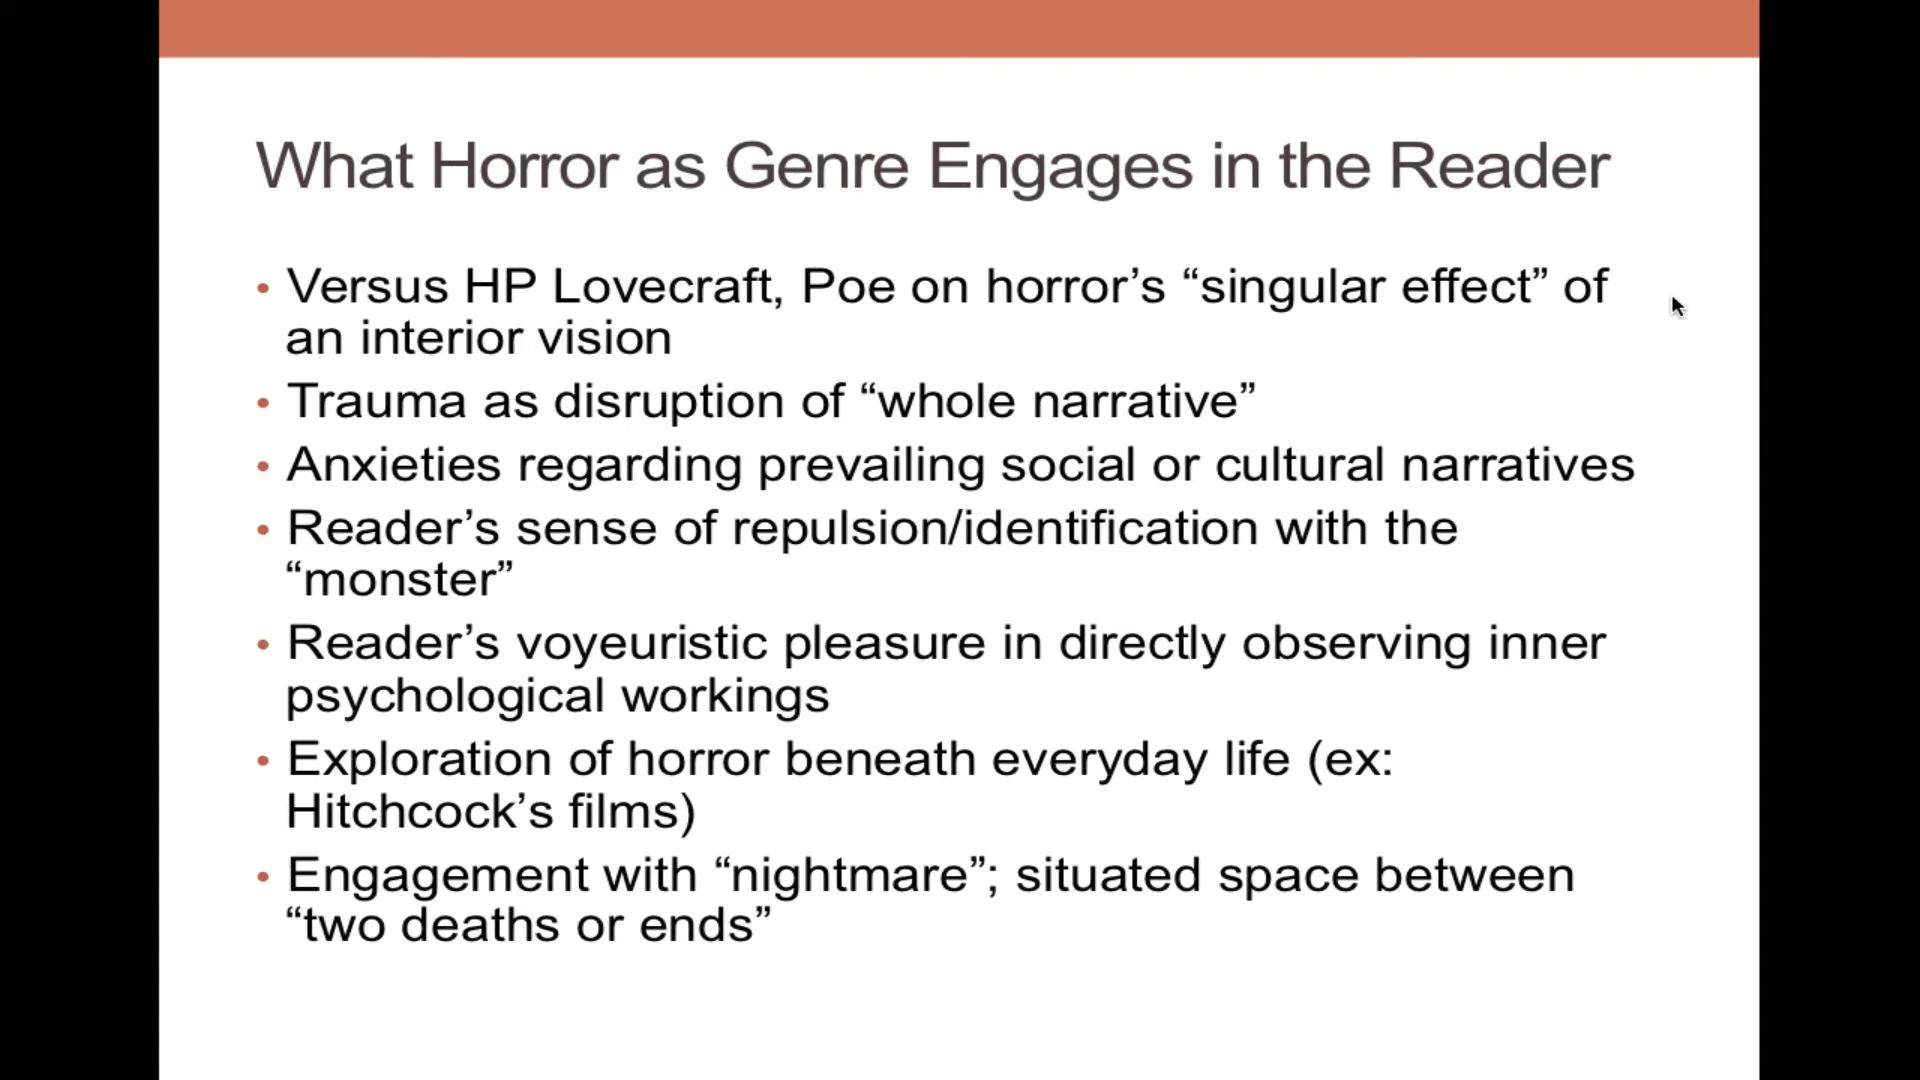 What Horror as Genre Engages in the Reader
• Versus HP Lovecraft, Poe on horror’s “singular effect” of
an interior vision
• Trauma as disruption of “whole narrative”
• Anxieties regarding prevailing social or cultural narratives
• Reader’s sense of repulsion/identification with the
“monster”
• Reader’s voyeuristic pleasure in directly observing inner
psychological workings
• Exploration of horror beneath everyday life (ex:
Hitchcock’s films)
• Engagement with “nightmare”; situated space between
“two deaths or ends”